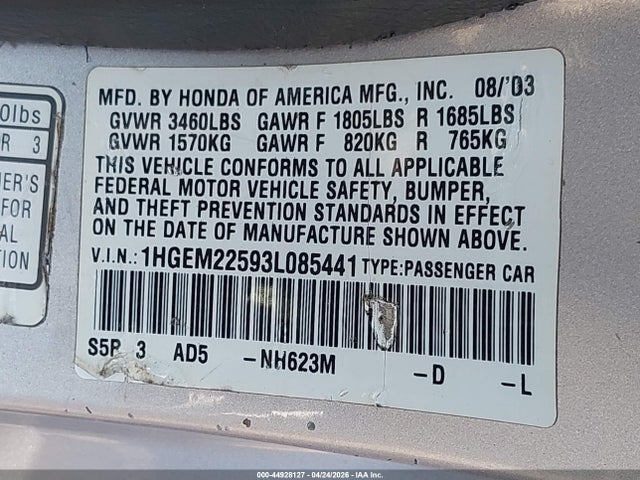 0lbs
R 3
ER'S
FOR
AL
TION
MFD. BY HONDA OF AMERICA MFG., INC. 08/'03
GVWR 3460LBS GAWR F 1805LBS R 1685LBS
GVWR 1570KG GAWR F 820KG R 765KG
THIS VEHICLE CONFORMS TO ALL APPLICABLE
FEDERAL MOTOR VEHICLE SAFETY, BUMPER,
AND THEFT PREVENTION STANDARDS IN EFFECT
ON THE DATE OF MANUFACTURE SHOWN ABOVE.
V.I.N.: 1HGEM22593L085441 TYPE: PASSENGER CAR
S5P 3 AD5 -NH623M -D -L
000-44928127 - 04/24/2026 - IAA Inc.